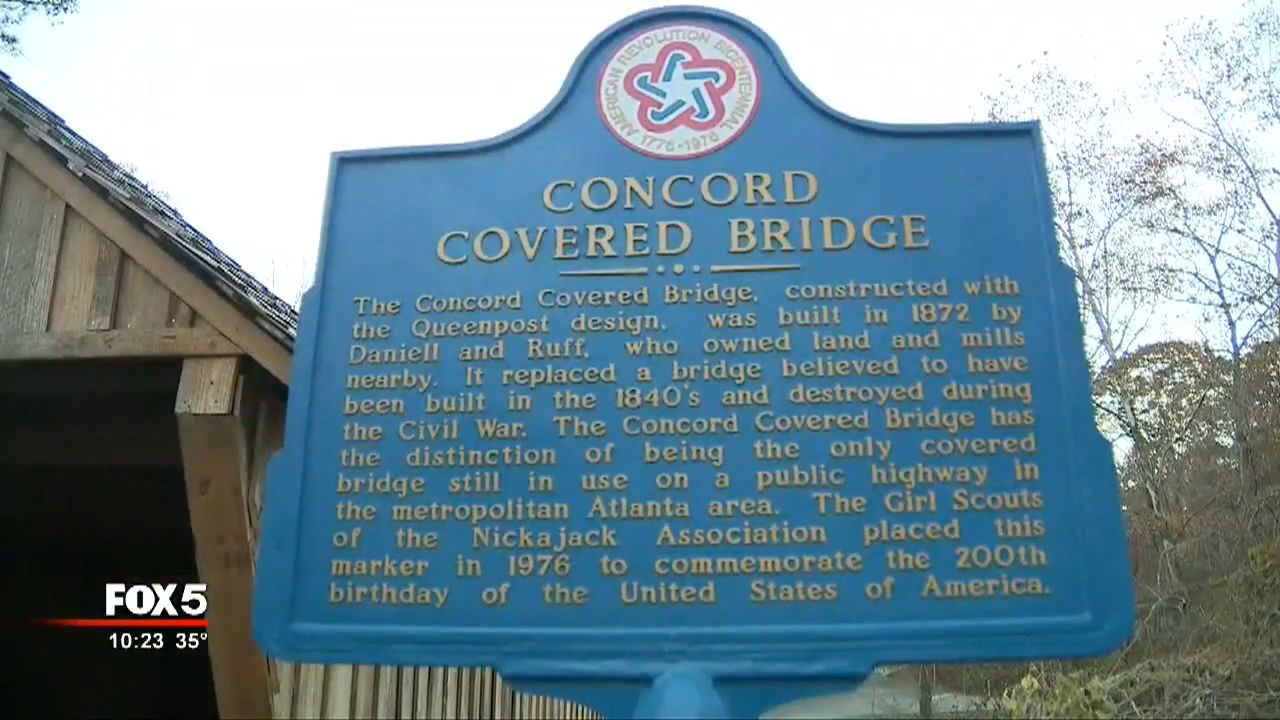 AMERICAN REVOLUTION BICENTENNIAL
1776-1976
CONCORD
COVERED BRIDGE
The Concord Covered Bridge, constructed with
the Queenpost design, was built in 1872 by
Daniell and Ruff, who owned land and mills
nearby. It replaced a bridge believed to have
been built in the 1840's and destroyed during
the Civil War. The Concord Covered Bridge has
the distinction of being the only covered
bridge still in use on a public highway in
the metropolitan Atlanta area. The Girl Scouts
of the Nickajack Association placed this
marker in 1976 to commemorate the 200th
birthday of the United States of America.
FOX 5
10:23 35°